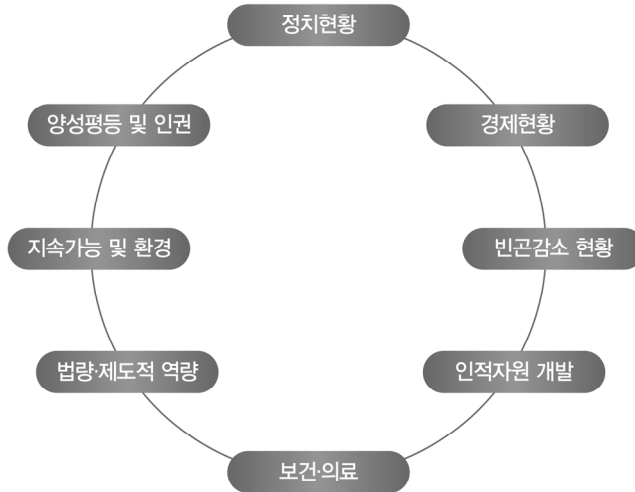 정치현황
양성평등 및 인권
경제현황
지속가능 및 환경
빈곤감소 현황
법량·제도적 역량
인적자원 개발
보건·의료